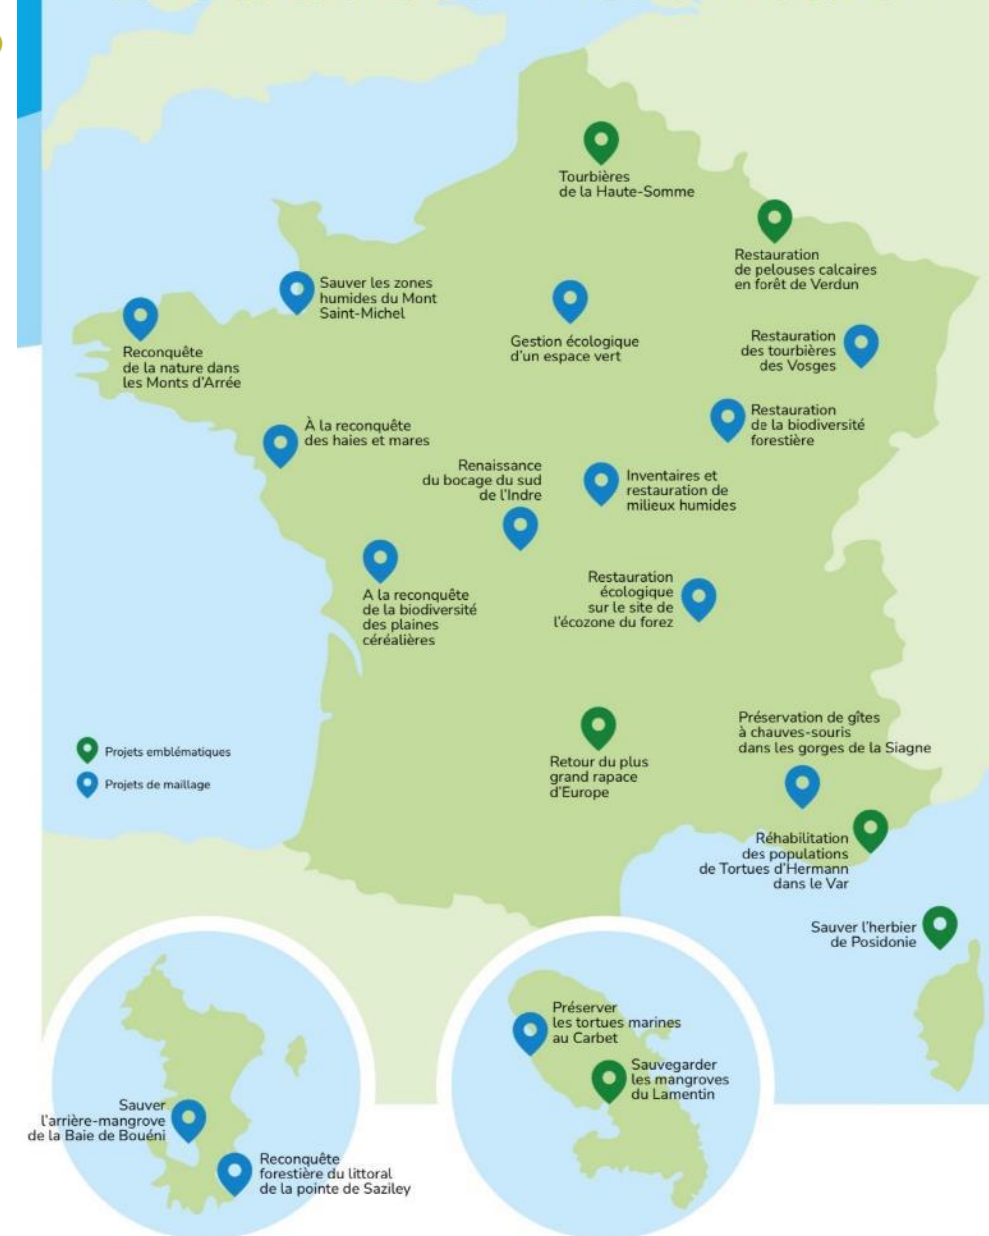 Tourbières
de la Haute-Somme
Restauration
de pelouses calcaires
en forêt de Verdun
Sauver les zones
humides du Mont
Saint-Michel
Gestion écologique
d'un espace vert
Restauration
des tourbières
des Vosges
Reconquête
de la nature dans
les Monts d'Arrée
À la reconquête
des haies et mares
Restauration
de la biodiversité
forestière
Renaissance
du bocage du sud
de l'Indre
Inventaires et
restauration de
milieux humides
A la reconquête
de la biodiversité
des plaines
céréalières
Restauration
écologique
sur le site de
l'écozone du forez
Projets emblématiques
Projets de maillage
Retour du plus
grand rapace
d'Europe
Préservation de gîtes
à chauves-souris
dans les gorges de la Siagne
Réhabilitation
des populations
de Tortues d'Hermann
dans le Var
Sauver l'herbier
de Posidonie
Préserver
les tortues marines
au Carbet
Sauvegarder
les mangroves
du Lamentin
Sauver
l'arrière-mangrove
de la Baie de Bouéni
Reconquête
forestière du littoral
de la pointe de Saziley